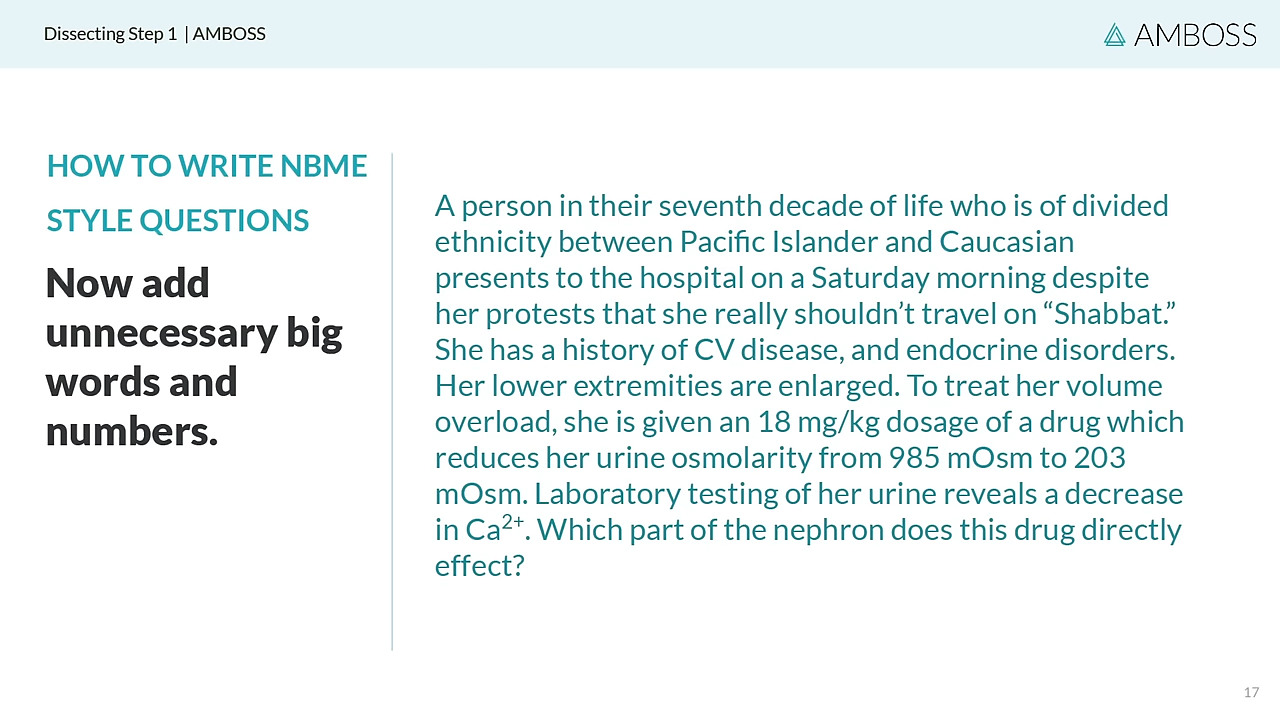 Dissecting Step 1 | AMBOSS
AMBOSS
HOW TO WRITE NBME
STYLE QUESTIONS
Now add
unnecessary big
words and
numbers.
A person in their seventh decade of life who is of divided
ethnicity between Pacific Islander and Caucasian
presents to the hospital on a Saturday morning despite
her protests that she really shouldn’t travel on “Shabbat.”
She has a history of CV disease, and endocrine disorders.
Her lower extremities are enlarged. To treat her volume
overload, she is given an 18 mg/kg dosage of a drug which
reduces her urine osmolarity from 985 mOsm to 203
mOsm. Laboratory testing of her urine reveals a decrease
in Ca²⁺. Which part of the nephron does this drug directly
effect?
17